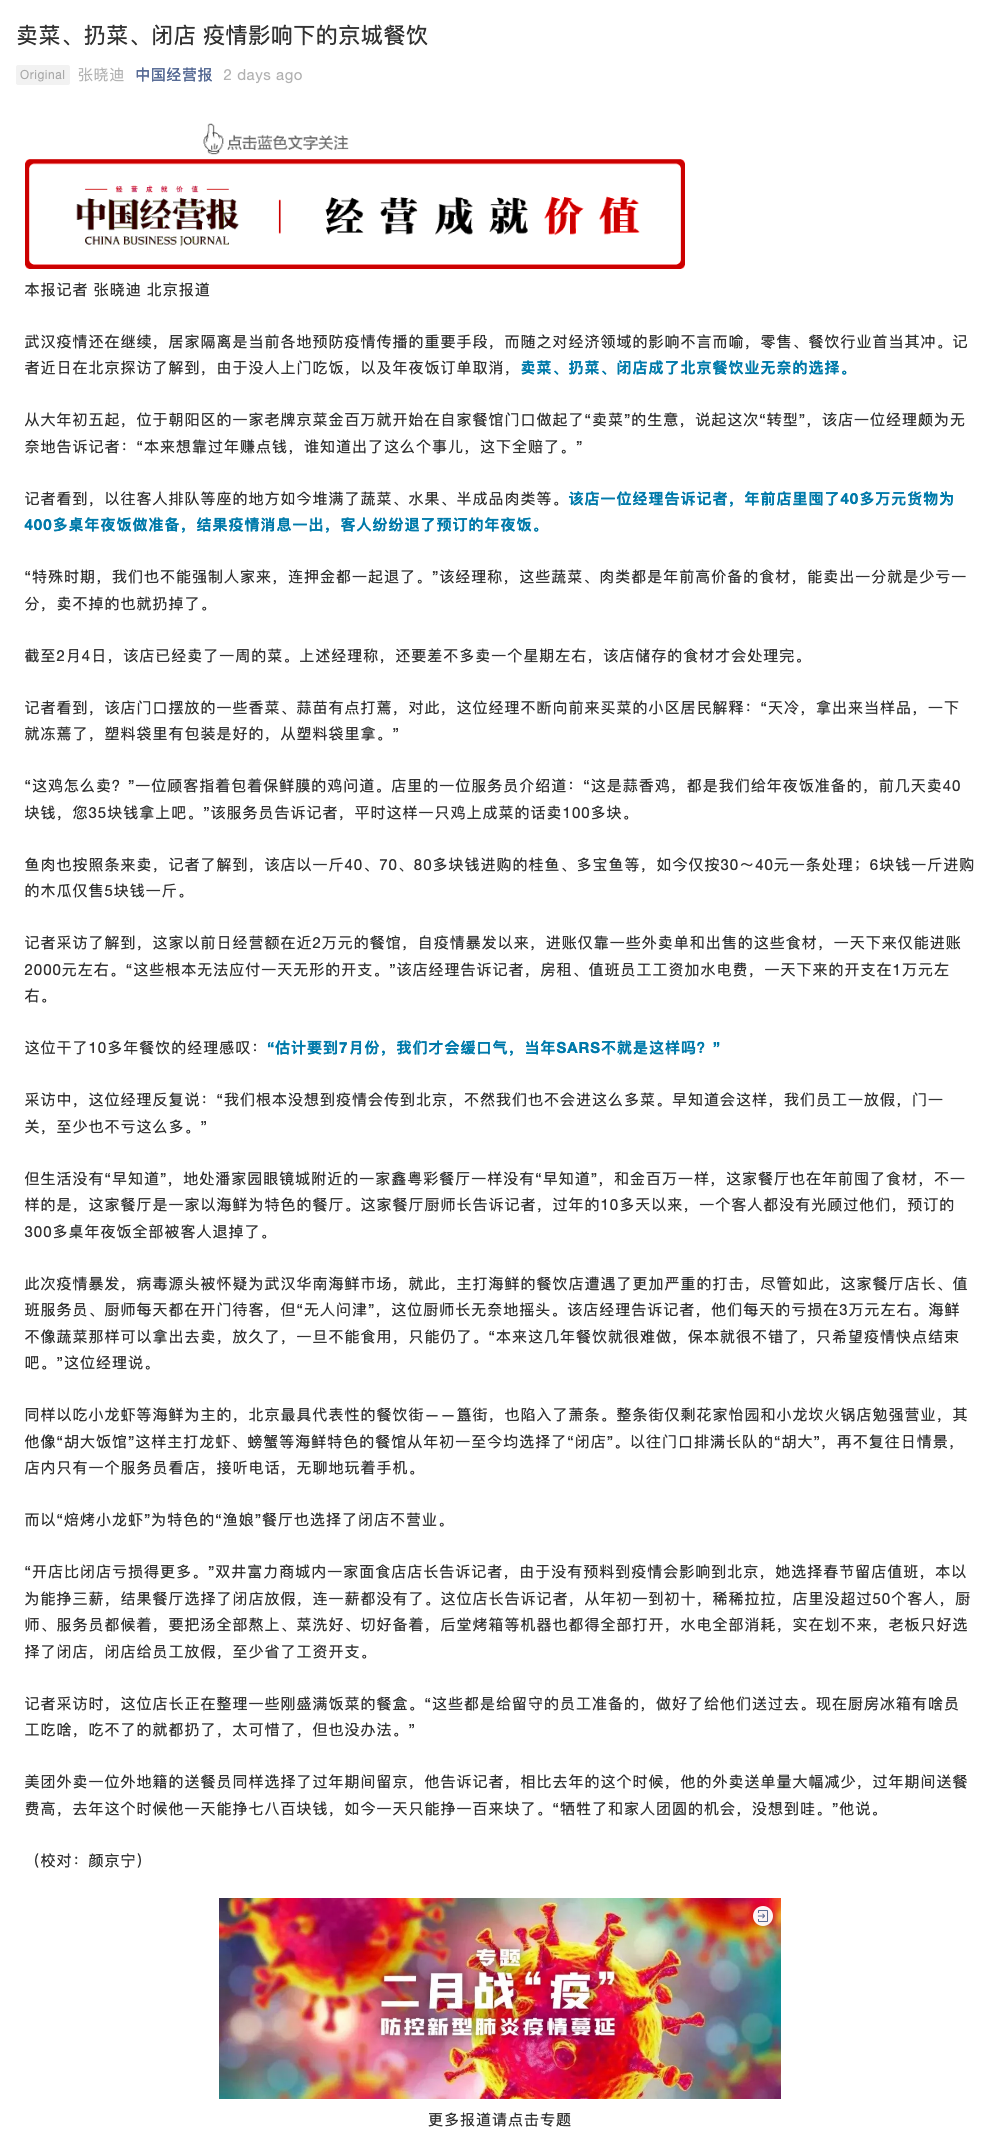 卖菜、扔菜、闭店 疫情影响下的京城餐饮
Original 张晓迪 中国经营报 2 days ago
点击蓝色文字关注
经营成就价值
中国经营报
CHINA BUSINESS JOURNAL
经营成就价值
本报记者 张晓迪 北京报道
武汉疫情还在继续，居家隔离是当前各地预防疫情传播的重要手段，而随之对经济领域的影响不言而喻，零售、餐饮行业首当其冲。记
者近日在北京探访了解到，由于没人上门吃饭，以及年夜饭订单取消，卖菜、扔菜、闭店成了北京餐饮业无奈的选择。
从大年初五起，位于朝阳区的一家老牌京菜金百万就开始在自家餐馆门口做起了“卖菜”的生意，说起这次“转型”，该店一位经理颇为无
奈地告诉记者：“本来想靠过年赚点钱，谁知道出了这么个事儿，这下全赔了。”
记者看到，以往客人排队等座的地方如今堆满了蔬菜、水果、半成品肉类等。该店一位经理告诉记者，年前店里囤了40多万元货物为
400多桌年夜饭做准备，结果疫情消息一出，客人纷纷退了预订的年夜饭。
“特殊时期，我们也不能强制人家来，连押金都一起退了。”该经理称，这些蔬菜、肉类都是年前高价备的食材，能卖出一分就是少亏一
分，卖不掉的也就扔掉了。
截至2月4日，该店已经卖了一周的菜。上述经理称，还要差不多卖一个星期左右，该店储存的食材才会处理完。
记者看到，该店门口摆放的一些香菜、蒜苗有点打蔫，对此，这位经理不断向前来买菜的小区居民解释：“天冷，拿出来当样品，一下
就冻蔫了，塑料袋里有包装是好的，从塑料袋里拿。”
“这鸡怎么卖？”一位顾客指着包着保鲜膜的鸡问道。店里的一位服务员介绍道：“这是蒜香鸡，都是我们给年夜饭准备的，前几天卖40
块钱，您35块钱拿上吧。”该服务员告诉记者，平时这样一只鸡上成菜的话卖100多块。
鱼肉也按照条来卖，记者了解到，该店以一斤40、70、80多块钱进购的桂鱼、多宝鱼等，如今仅按30～40元一条处理；6块钱一斤进购
的木瓜仅售5块钱一斤。
记者采访了解到，这家以前日经营额在近2万元的餐馆，自疫情暴发以来，进账仅靠一些外卖单和出售的这些食材，一天下来仅能进账
2000元左右。“这些根本无法应付一天无形的开支。”该店经理告诉记者，房租、值班员工工资加水电费，一天下来的开支在1万元左
右。
这位干了10多年餐饮的经理感叹：“估计要到7月份，我们才会缓口气，当年SARS不就是这样吗？”
采访中，这位经理反复说：“我们根本没想到疫情会传到北京，不然我们也不会进这么多菜。早知道会这样，我们员工一放假，门一
关，至少也不亏这么多。”
但生活没有“早知道”，地处潘家园眼镜城附近的一家鑫粤彩餐厅一样没有“早知道”，和金百万一样，这家餐厅也在年前囤了食材，不一
样的是，这家餐厅是一家以海鲜为特色的餐厅。这家餐厅厨师长告诉记者，过年的10多天以来，一个客人都没有光顾过他们，预订的
300多桌年夜饭全部被客人退掉了。
此次疫情暴发，病毒源头被怀疑为武汉华南海鲜市场，就此，主打海鲜的餐饮店遭遇了更加严重的打击，尽管如此，这家餐厅店长、值
班服务员、厨师每天都在开门待客，但“无人问津”，这位厨师长无奈地摇头。该店经理告诉记者，他们每天的亏损在3万元左右。海鲜
不像蔬菜那样可以拿出去卖，放久了，一旦不能食用，只能仍了。“本来这几年餐饮就很难做，保本就很不错了，只希望疫情快点结束
吧。”这位经理说。
同样以吃小龙虾等海鲜为主的，北京最具代表性的餐饮街——簋街，也陷入了萧条。整条街仅剩花家怡园和小龙坎火锅店勉强营业，其
他像“胡大饭馆”这样主打龙虾、螃蟹等海鲜特色的餐馆从年初一至今均选择了“闭店”。以往门口排满长队的“胡大”，再不复往日情景，
店内只有一个服务员看店，接听电话，无聊地玩着手机。
而以“焙烤小龙虾”为特色的“渔娘”餐厅也选择了闭店不营业。
“开店比闭店亏损得更多。”双井富力商城内一家面食店店长告诉记者，由于没有预料到疫情会影响到北京，她选择春节留店值班，本以
为能挣三薪，结果餐厅选择了闭店放假，连一薪都没有了。这位店长告诉记者，从年初一到初十，稀稀拉拉，店里没超过50个客人，厨
师、服务员都候着，要把汤全部熬上、菜洗好、切好备着，后堂烤箱等机器也都得全部打开，水电全部消耗，实在划不来，老板只好选
择了闭店，闭店给员工放假，至少省了工资开支。
记者采访时，这位店长正在整理一些刚盛满饭菜的餐盒。“这些都是给留守的员工准备的，做好了给他们送过去。现在厨房冰箱有啥员
工吃啥，吃不了的就都扔了，太可惜了，但也没办法。”
美团外卖一位外地籍的送餐员同样选择了过年期间留京，他告诉记者，相比去年的这个时候，他的外卖送单量大幅减少，过年期间送餐
费高，去年这个时候他一天能挣七八百块钱，如今一天只能挣一百来块了。“牺牲了和家人团圆的机会，没想到哇。”他说。
（校对：颜京宁）
专题
二月战“疫”
防控新型肺炎疫情蔓延
更多报道请点击专题